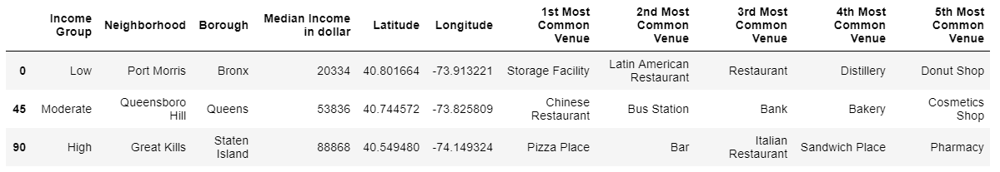 Income Group Neighborhood Borough Median Income in dollar Latitude Longitude 1st Most Common Venue 2nd Most Common Venue 3rd Most Common Venue 4th Most Common Venue 5th Most Common Venue
0 Low Port Morris Bronx 20334 40.801664 -73.913221 Storage Facility Latin American Restaurant Restaurant Distillery Donut Shop
45 Moderate Queensboro Hill Queens 53836 40.744572 -73.825809 Chinese Restaurant Bus Station Bank Bakery Cosmetics Shop
90 High Great Kills Staten Island 88868 40.549480 -74.149324 Pizza Place Bar Italian Restaurant Sandwich Place Pharmacy